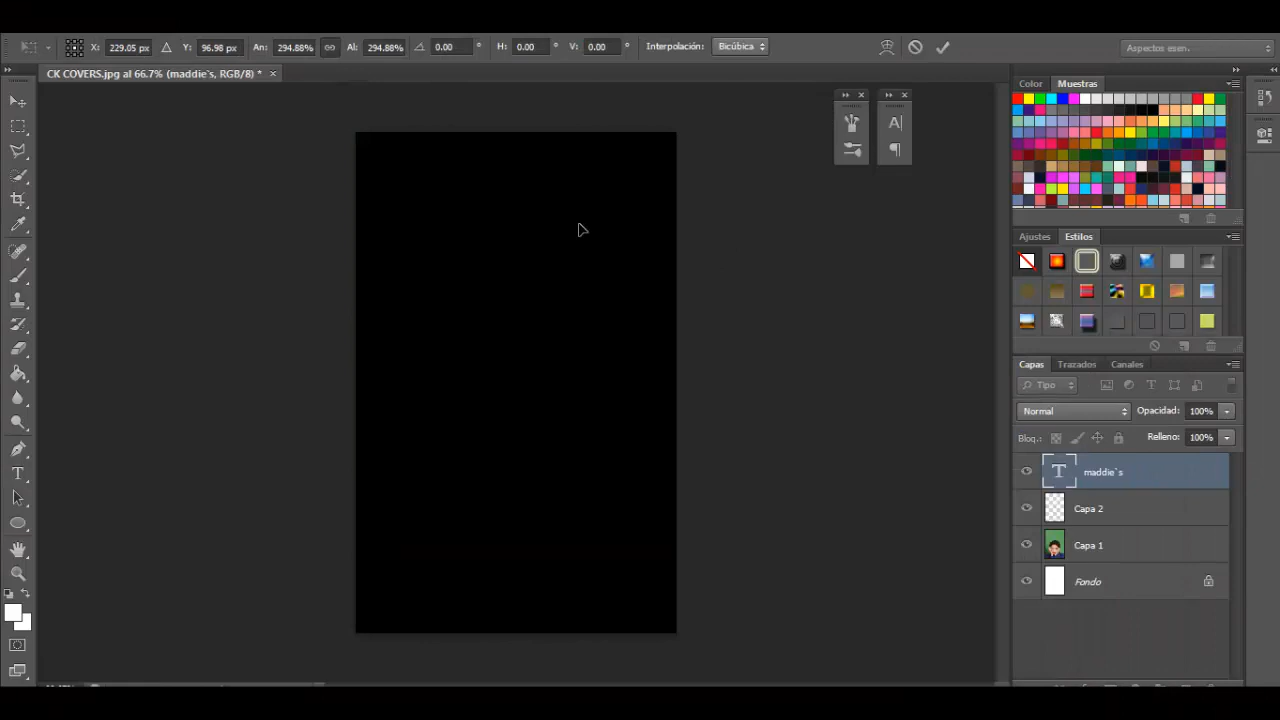 X: 229.05 px Y: 96.98 px An: 294.88% Al: 294.88% 0.00 ° H: 0.00 ° V: 0.00 ° Interpolación: Bicúbica Aspectos esen.
CK COVERS.jpg al 66.7% (maddie`s, RGB/8) *
Color Muestras
A
Ajustes Estilos
Capas Trazados Canales
Tipo T
Normal Opacidad: 100%
Bloq.: Relleno: 100%
T maddie`s
Capa 2
Capa 1
T
Fondo